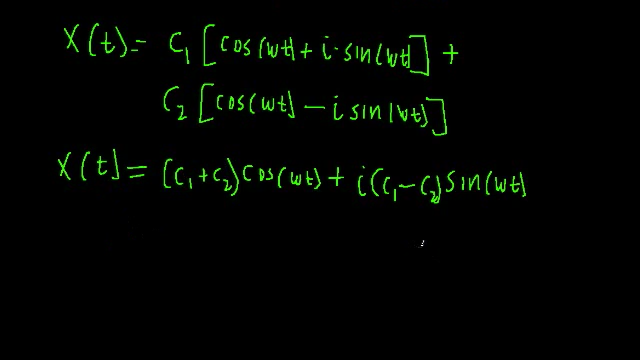 X(t) = C₁[cos(wt) + i·sin(wt)] +
C₂[cos(wt) − i sin(wt)]
X(t) = (C₁+C₂)cos(wt) + i(C₁−C₂)sin(wt)